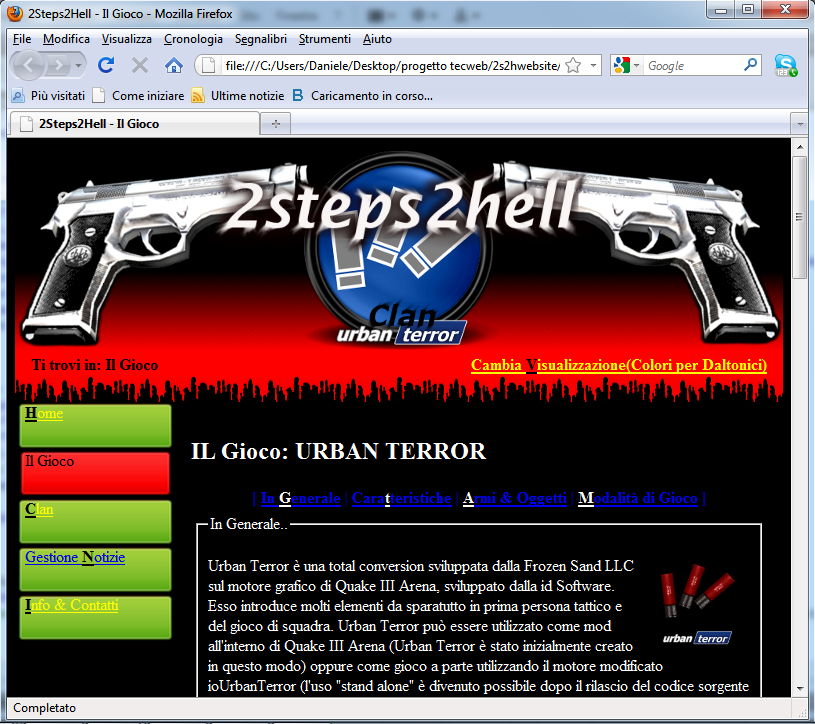 2Steps2Hell - Il Gioco - Mozilla Firefox
File Modifica Visualizza Cronologia Segnalibri Strumenti Aiuto
file:///C:/Users/Daniele/Desktop/progetto tecweb/2s2hwebsite/
Google
Più visitati Come iniziare Ultime notizie Caricamento in corso...
2Steps2Hell - Il Gioco
2steps2hell
Clan
urban terror
Ti trovi in: Il Gioco Cambia Visualizzazione(Colori per Daltonici)
Home
Il Gioco
Clan
Gestione Notizie
Info & Contatti
IL Gioco: URBAN TERROR
| In Generale | Caratteristiche | Armi & Oggetti | Modalità di Gioco |
In Generale..
Urban Terror è una total conversion sviluppata dalla Frozen Sand LLC
sul motore grafico di Quake III Arena, sviluppato dalla id Software.
Esso introduce molti elementi da sparatutto in prima persona tattico e
del gioco di squadra. Urban Terror può essere utilizzato come mod
all'interno di Quake III Arena (Urban Terror è stato inizialmente creato
in questo modo) oppure come gioco a parte utilizzando il motore modificato
ioUrbanTerror (l'uso "stand alone" è divenuto possibile dopo il rilascio del codice sorgente
urban terror
Completato